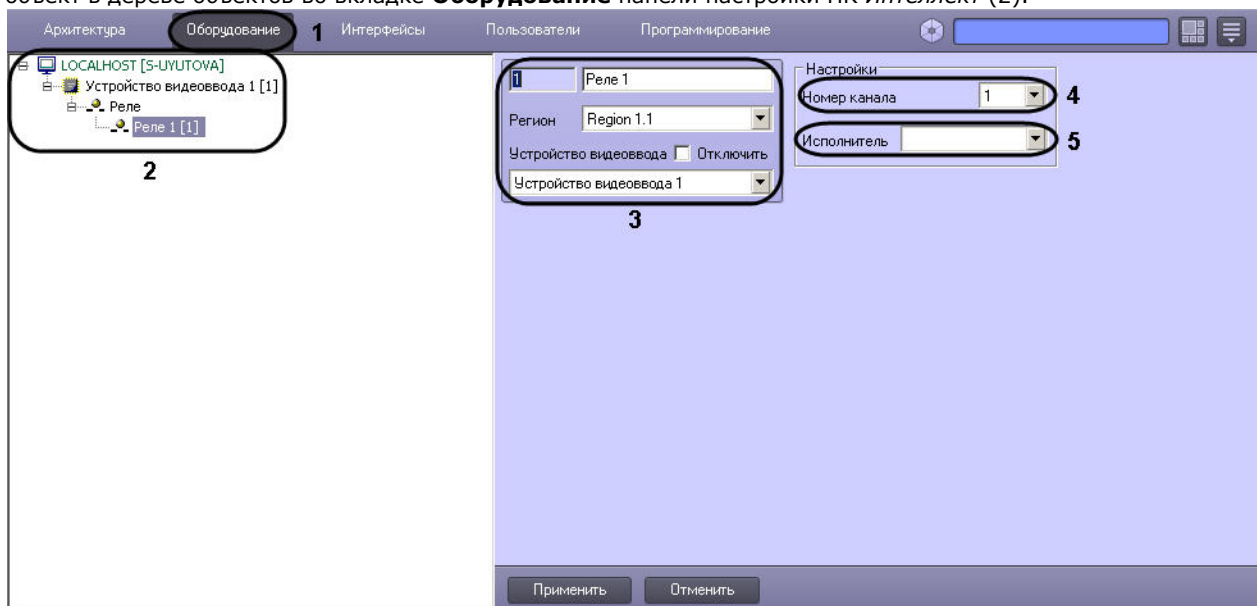 объект в дереве объектов во вкладке Оборудование панели настройки ПК Интеллект (2).
Архитектура Оборудование 1 Интерфейсы Пользователи Программирование
LOCALHOST [S-UYUTOVA]
Устройство видеоввода 1 [1]
Реле
Реле 1 [1]
2
1 Реле 1
Регион Region 1.1
Устройство видеоввода Отключить
Устройство видеоввода 1
3
Настройки
Номер канала 1 4
Исполнитель 5
Применить Отменить